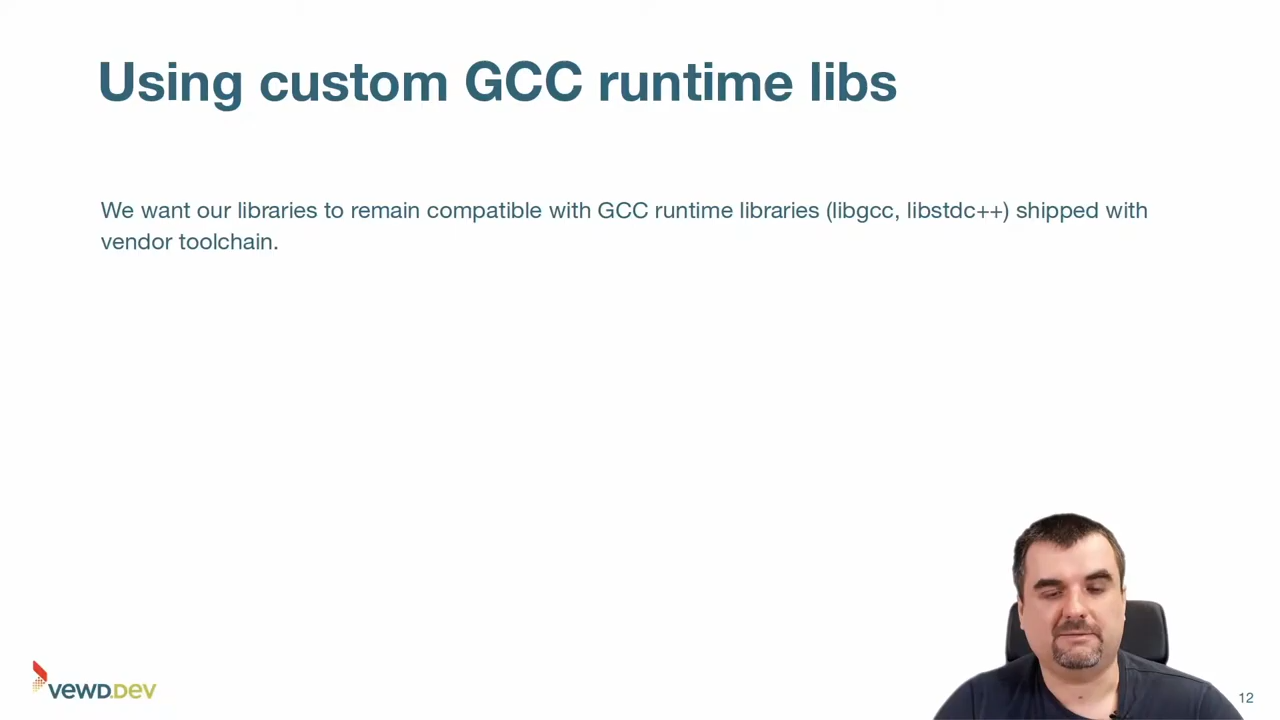 Using custom GCC runtime libs
We want our libraries to remain compatible with GCC runtime libraries (libgcc, libstdc++) shipped with
vendor toolchain.
vewd.dev
12